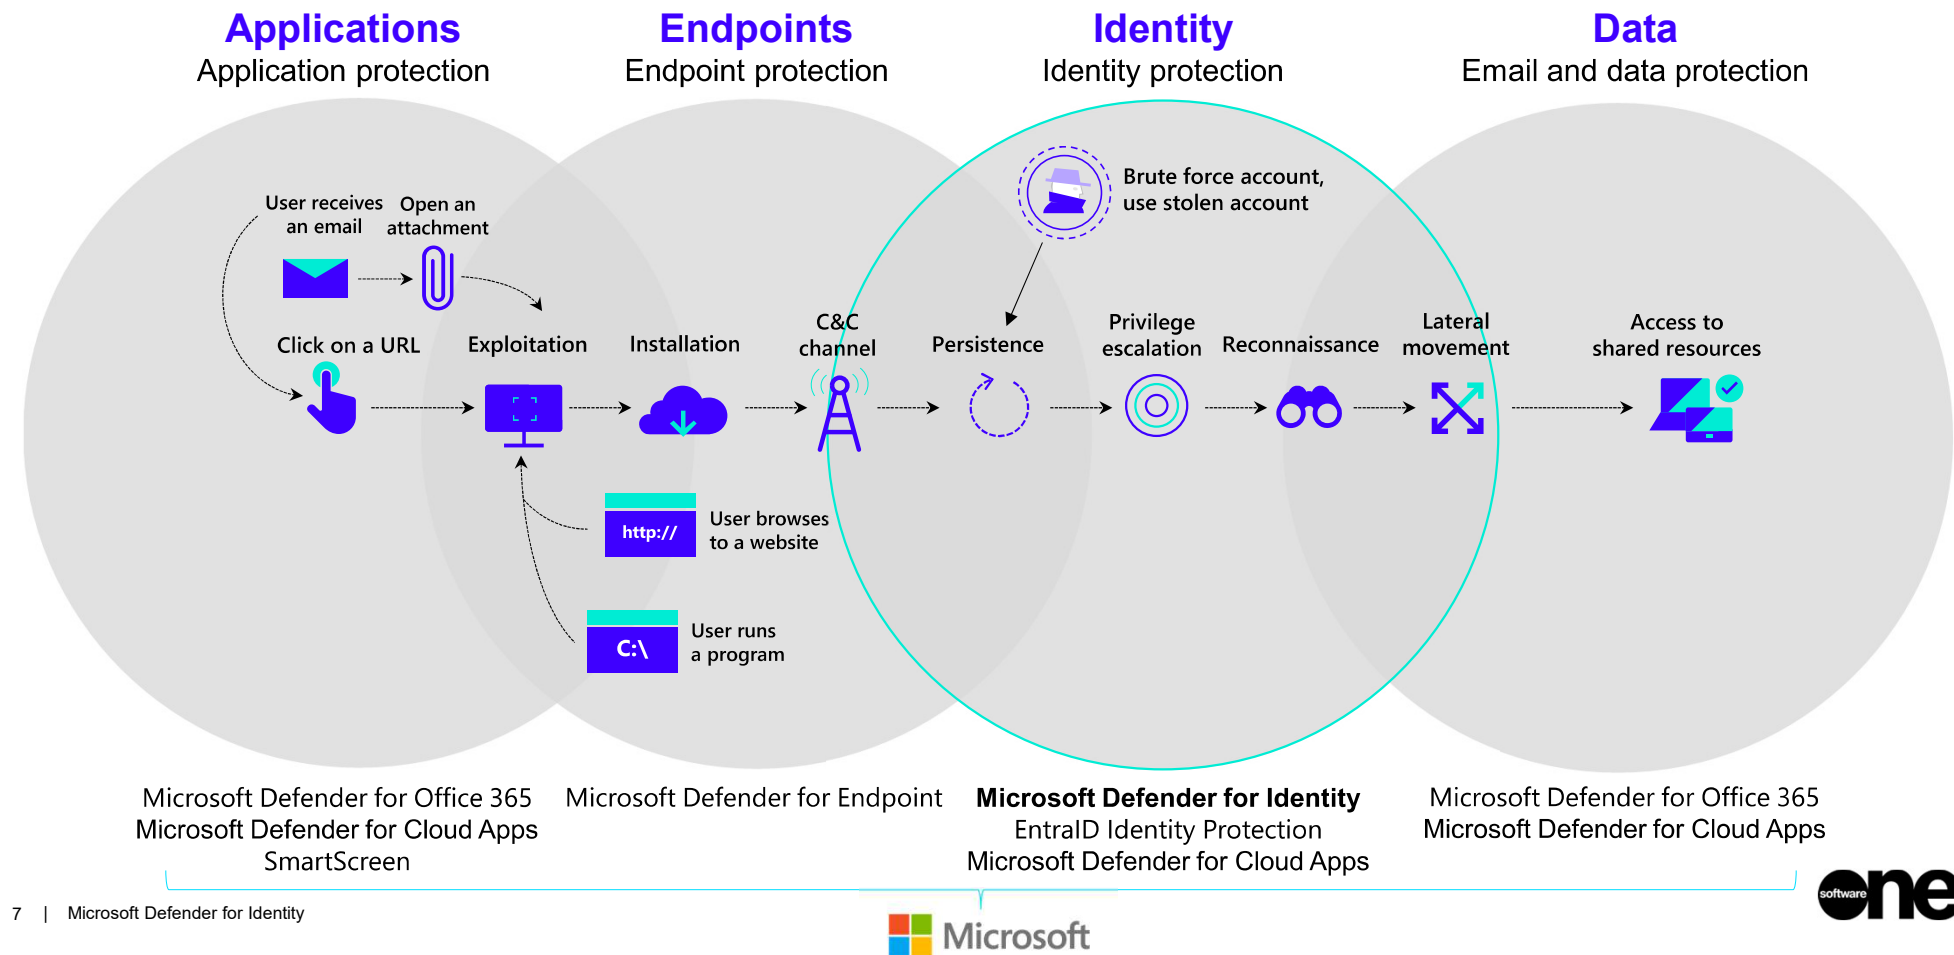 Applications
Application protection
Endpoints
Endpoint protection
Identity
Identity protection
Data
Email and data protection
User receives
an email
Open an
attachment
Brute force account,
use stolen account
Click on a URL
Exploitation
Installation
C&C
channel
Persistence
Privilege
escalation
Reconnaissance
Lateral
movement
Access to
shared resources
http://
User browses
to a website
C:\
User runs
a program
Microsoft Defender for Office 365
Microsoft Defender for Cloud Apps
SmartScreen
Microsoft Defender for Endpoint
Microsoft Defender for Identity
EntraID Identity Protection
Microsoft Defender for Cloud Apps
Microsoft Defender for Office 365
Microsoft Defender for Cloud Apps
7 | Microsoft Defender for Identity
Microsoft
software one